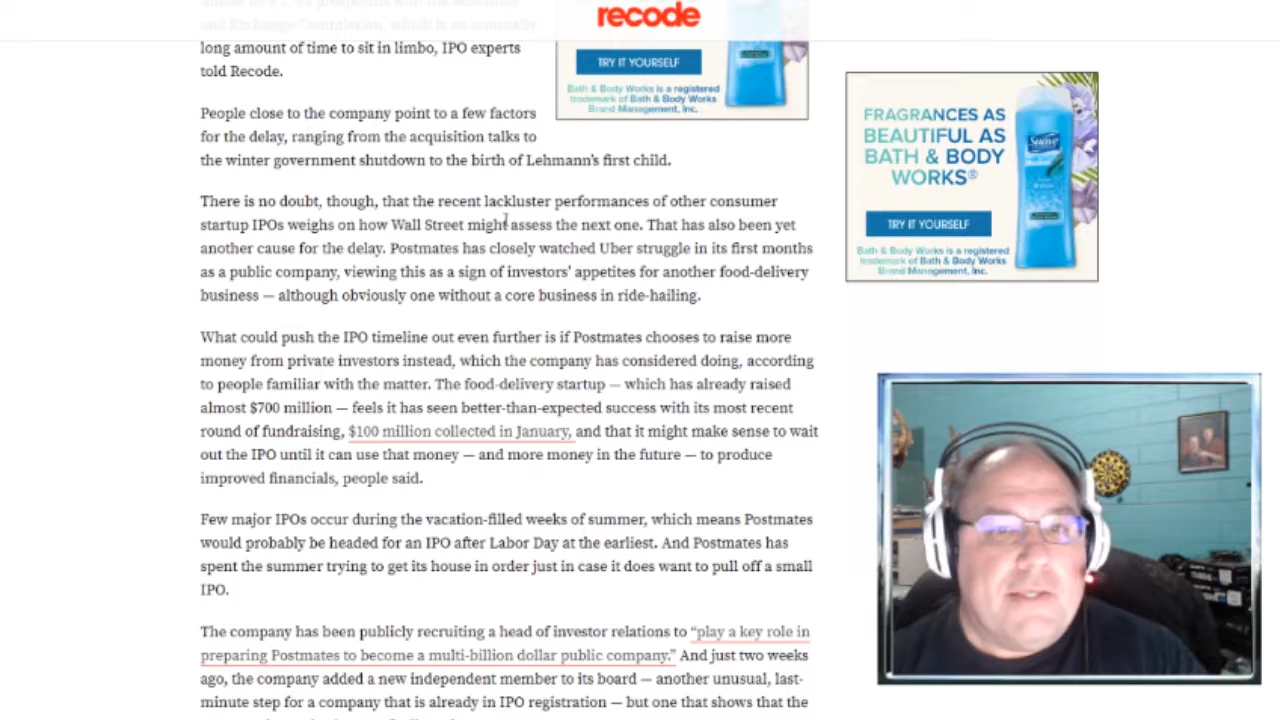 recode
and Exchange Commission, which is an unusually
long amount of time to sit in limbo, IPO experts
told Recode.
TRY IT YOURSELF
Bath & Body Works is a registered
trademark of Bath & Body Works
Brand Management, Inc.
People close to the company point to a few factors
for the delay, ranging from the acquisition talks to
the winter government shutdown to the birth of Lehmann's first child.
There is no doubt, though, that the recent lackluster performances of other consumer
startup IPOs weighs on how Wall Street might assess the next one. That has also been yet
another cause for the delay. Postmates has closely watched Uber struggle in its first months
as a public company, viewing this as a sign of investors' appetites for another food-delivery
business — although obviously one without a core business in ride-hailing.
What could push the IPO timeline out even further is if Postmates chooses to raise more
money from private investors instead, which the company has considered doing, according
to people familiar with the matter. The food-delivery startup — which has already raised
almost $700 million — feels it has seen better-than-expected success with its most recent
round of fundraising, $100 million collected in January, and that it might make sense to wait
out the IPO until it can use that money — and more money in the future — to produce
improved financials, people said.
Few major IPOs occur during the vacation-filled weeks of summer, which means Postmates
would probably be headed for an IPO after Labor Day at the earliest. And Postmates has
spent the summer trying to get its house in order just in case it does want to pull off a small
IPO.
The company has been publicly recruiting a head of investor relations to “play a key role in
preparing Postmates to become a multi-billion dollar public company.” And just two weeks
ago, the company added a new independent member to its board — another unusual, last-
minute step for a company that is already in IPO registration — but one that shows that the
FRAGRANCES AS
BEAUTIFUL AS
BATH & BODY
WORKS®
Suave
TRY IT YOURSELF
Bath & Body Works is a registered
trademark of Bath & Body Works
Brand Management, Inc.